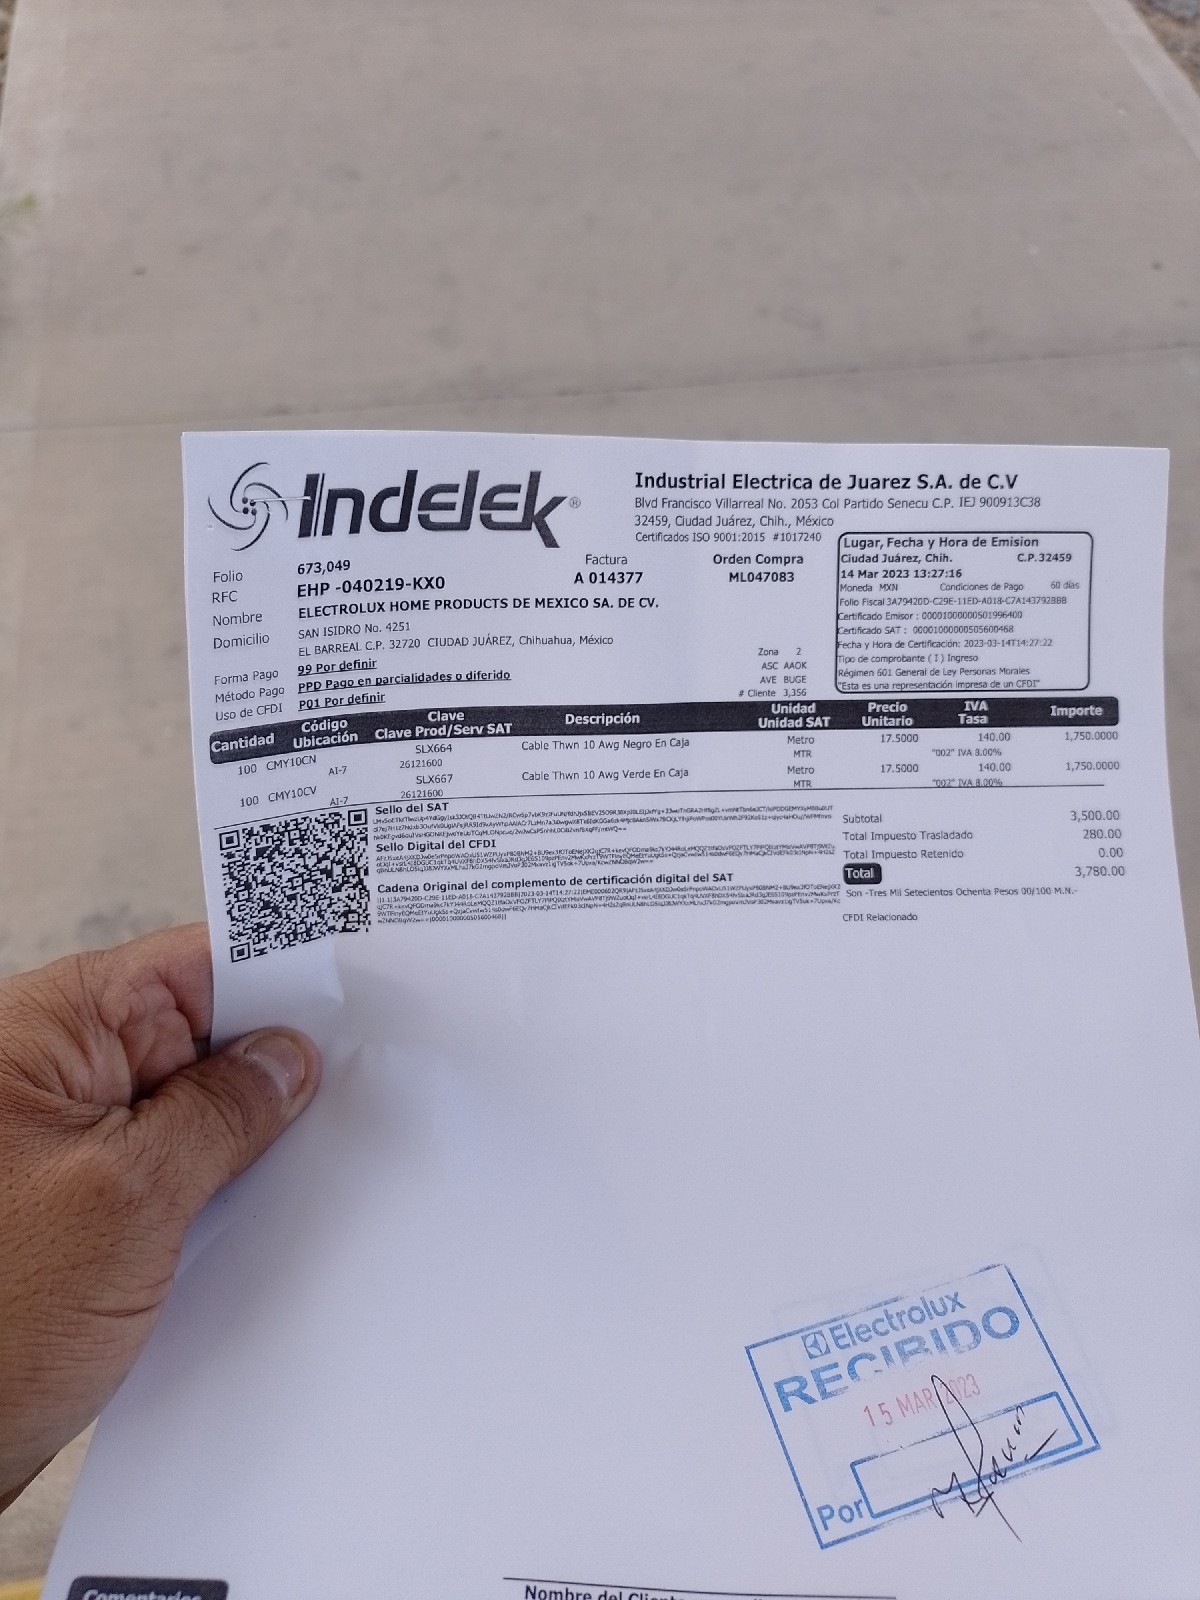 Indelek®
Industrial Electrica de Juarez S.A. de C.V
Blvd Francisco Villarreal No. 2053 Col Partido Senecu C.P. IEJ 900913C38
32459, Ciudad Juárez, Chih., México
Certificados ISO 9001:2015 #1017240
Folio 673,049
Factura
A 014377
Orden Compra
ML047083
RFC EHP -040219-KX0
Nombre ELECTROLUX HOME PRODUCTS DE MEXICO SA. DE CV.
Domicilio SAN ISIDRO No. 4251
EL BARREAL C.P. 32720 CIUDAD JUÁREZ, Chihuahua, México
Forma Pago 99 Por definir
Método Pago PPD Pago en parcialidades o diferido
Uso de CFDI P01 Por definir
Zona 2
ASC AAOK
AVE BUGE
# Cliente 3,356
Lugar, Fecha y Hora de Emision
Ciudad Juárez, Chih. C.P.32459
14 Mar 2023 13:27:16
Moneda MXN Condiciones de Pago 60 días
Folio Fiscal 3A79420D-C29E-11ED-A018-C7A143792BBB
Certificado Emisor : 00001000000501996400
Certificado SAT : 00001000000505600468
Fecha y Hora de Certificación: 2023-03-14T14:27:22
Tipo de comprobante ( I ) Ingreso
Régimen 601 General de Ley Personas Morales
"Esta es una representación impresa de un CFDI"
Cantidad Código Ubicación Clave Clave Prod/Serv SAT Descripción Unidad Unidad SAT Precio Unitario IVA Tasa Importe
100 CMY10CN SLX664 Cable Thwn 10 Awg Negro En Caja Metro 17.5000 140.00 1,750.0000
AI-7 26121600 MTR "002" IVA 8.00%
100 CMY10CV SLX667 Cable Thwn 10 Awg Verde En Caja Metro 17.5000 140.00 1,750.0000
AI-7 26121600 MTR "002" IVA 8.00%
Sello del SAT
Sello Digital del CFDI
Cadena Original del complemento de certificación digital del SAT
Subtotal 3,500.00
Total Impuesto Trasladado 280.00
Total Impuesto Retenido 0.00
Total 3,780.00
Son -Tres Mil Setecientos Ochenta Pesos 00/100 M.N.-
CFDI Relacionado
Electrolux
RECIBIDO
15 MAR 2023
Por
Comentarios
Nombre del